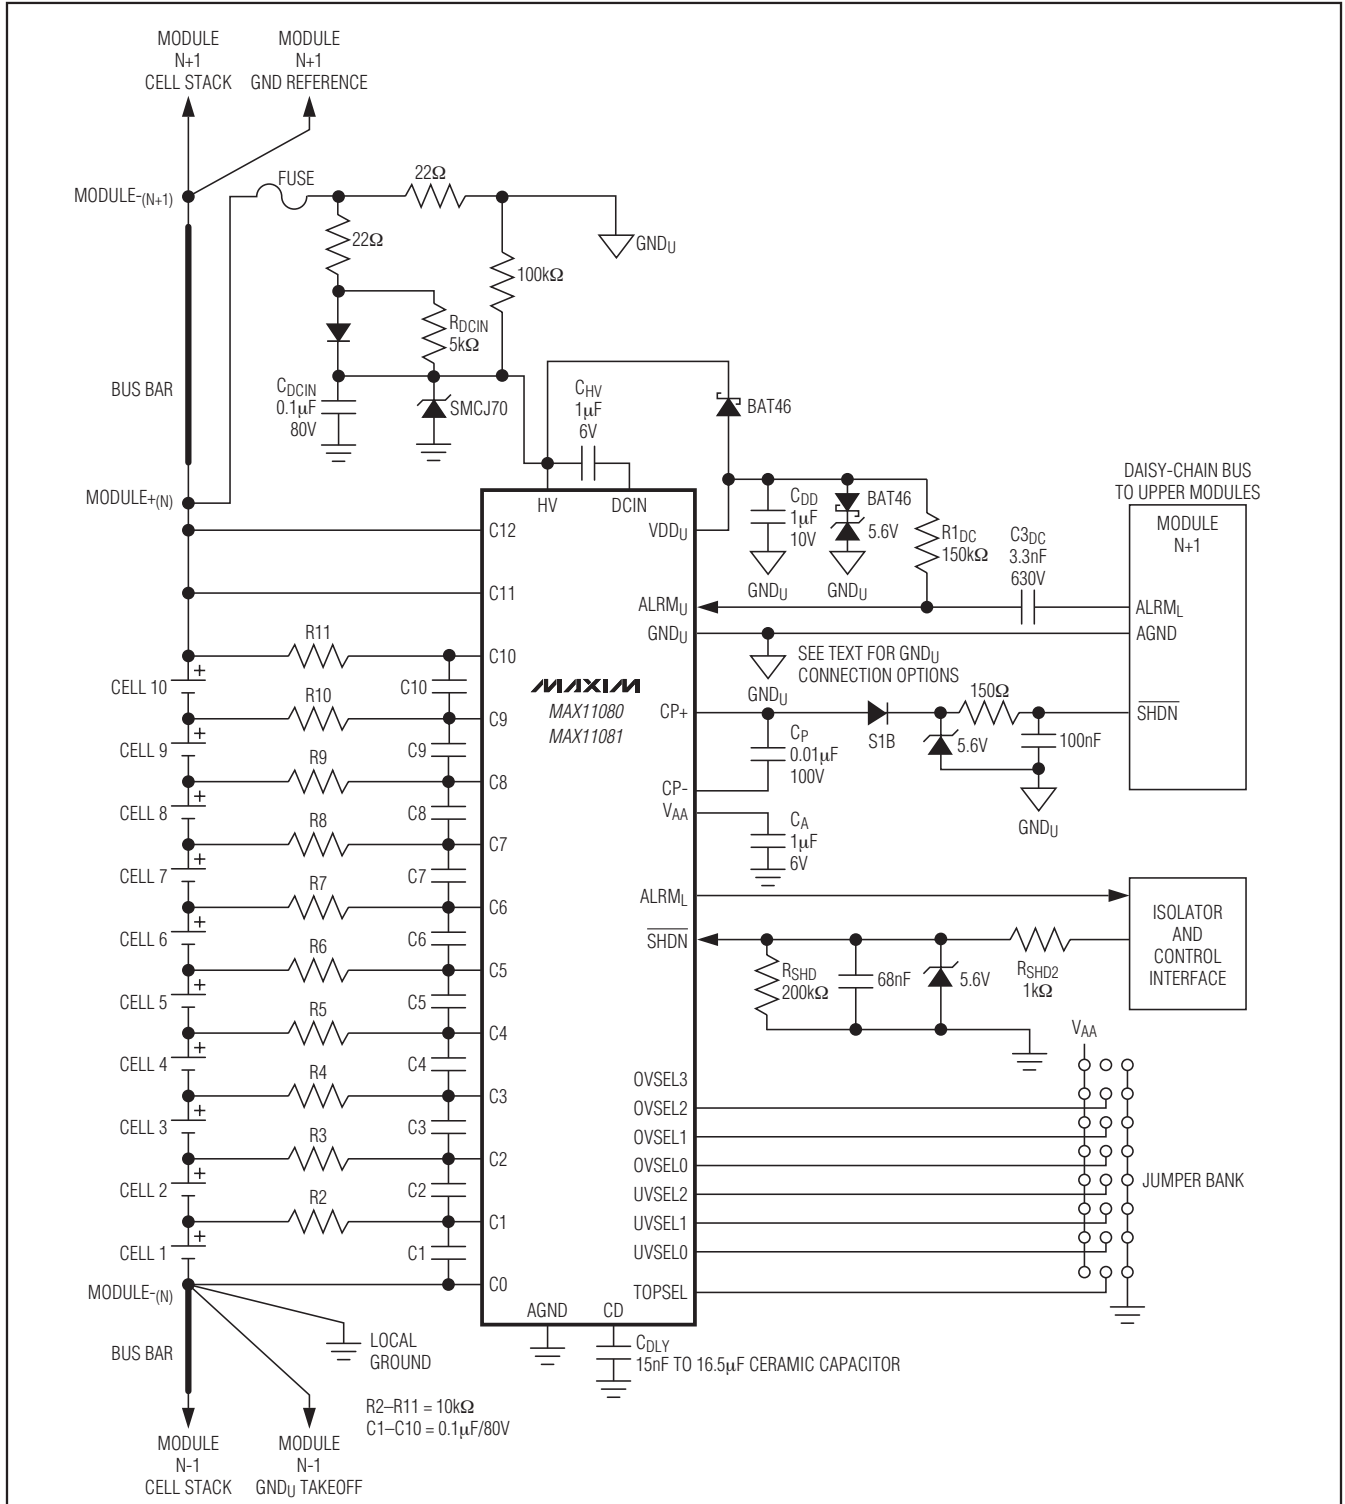 MODULE
N+1
CELL STACK
MODULE
N+1
GND REFERENCE
MODULE-(N+1)
FUSE
22Ω
22Ω
GNDU
100kΩ
RDCIN
5kΩ
BUS BAR
CDCIN
0.1µF
80V
SMCJ70
CHV
1µF
6V
BAT46
MODULE+(N)
HV
DCIN
C12
VDDU
CDD
1µF
10V
GNDU
BAT46
5.6V
GNDU
R1DC
150kΩ
C3DC
3.3nF
630V
DAISY-CHAIN BUS
TO UPPER MODULES
MODULE
N+1
ALRML
AGND
SHDN
C11
ALRMU
GNDU
GNDU
SEE TEXT FOR GNDU
CONNECTION OPTIONS
R11
C10
+
CELL 10
C10
MAXIM
MAX11080
MAX11081
CP+
CP
0.01µF
100V
S1B
5.6V
150Ω
100nF
GNDU
R10
C9
+
CELL 9
C9
CP-
VAA
CA
1µF
6V
R9
C8
+
CELL 8
C8
R8
C7
+
CELL 7
C7
ALRML
ISOLATOR
AND
CONTROL
INTERFACE
R7
C6
+
CELL 6
C6
SHDN
RSHD
200kΩ
68nF
5.6V
RSHD2
1kΩ
R6
C5
+
CELL 5
C5
R5
C4
+
CELL 4
C4
VAA
R4
C3
+
CELL 3
C3
OVSEL3
OVSEL2
OVSEL1
OVSEL0
UVSEL2
UVSEL1
UVSEL0
TOPSEL
JUMPER BANK
R3
C2
+
CELL 2
C2
R2
C1
+
CELL 1
C1
MODULE-(N)
C0
AGND
CD
LOCAL
GROUND
CDLY
15nF TO 16.5µF CERAMIC CAPACITOR
BUS BAR
R2–R11 = 10kΩ
C1–C10 = 0.1µF/80V
MODULE
N-1
CELL STACK
MODULE
N-1
GNDU TAKEOFF